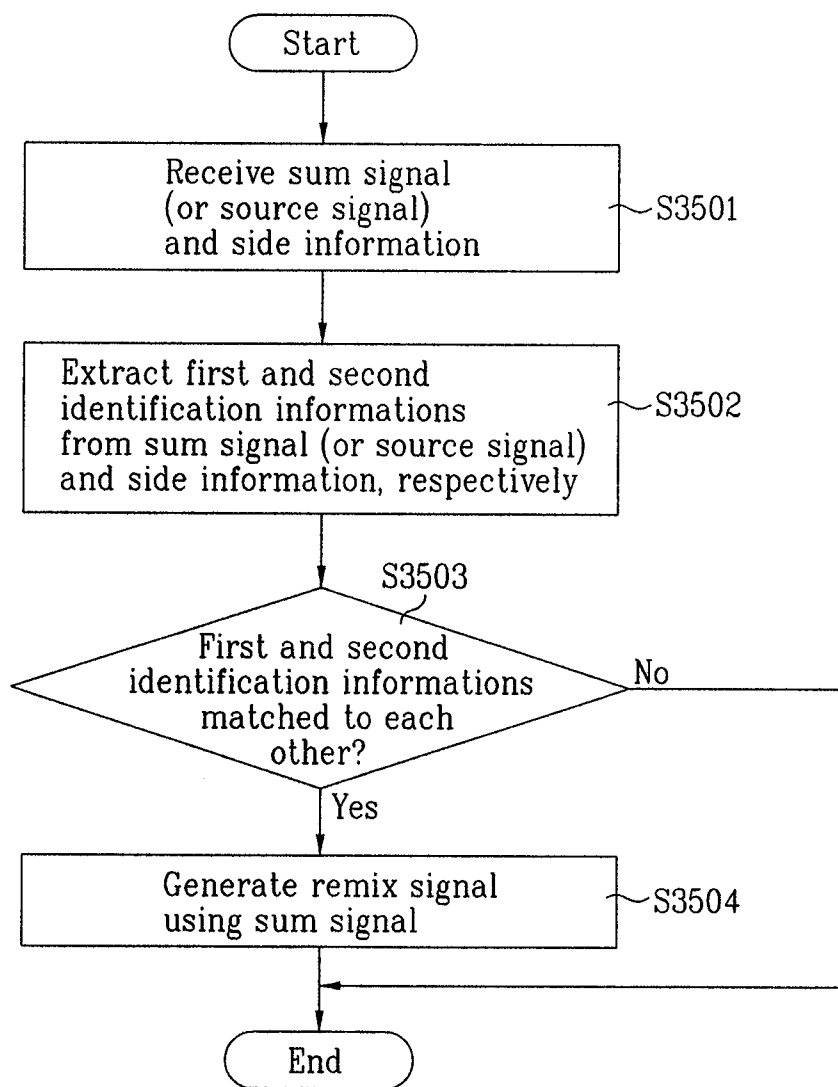 Start
Receive sum signal
(or source signal)
and side information
S3501
Extract first and second
identification informations
from sum signal (or source signal)
and side information, respectively
S3502
S3503
First and second
identification informations
matched to each
other?
No
Yes
Generate remix signal
using sum signal
S3504
End